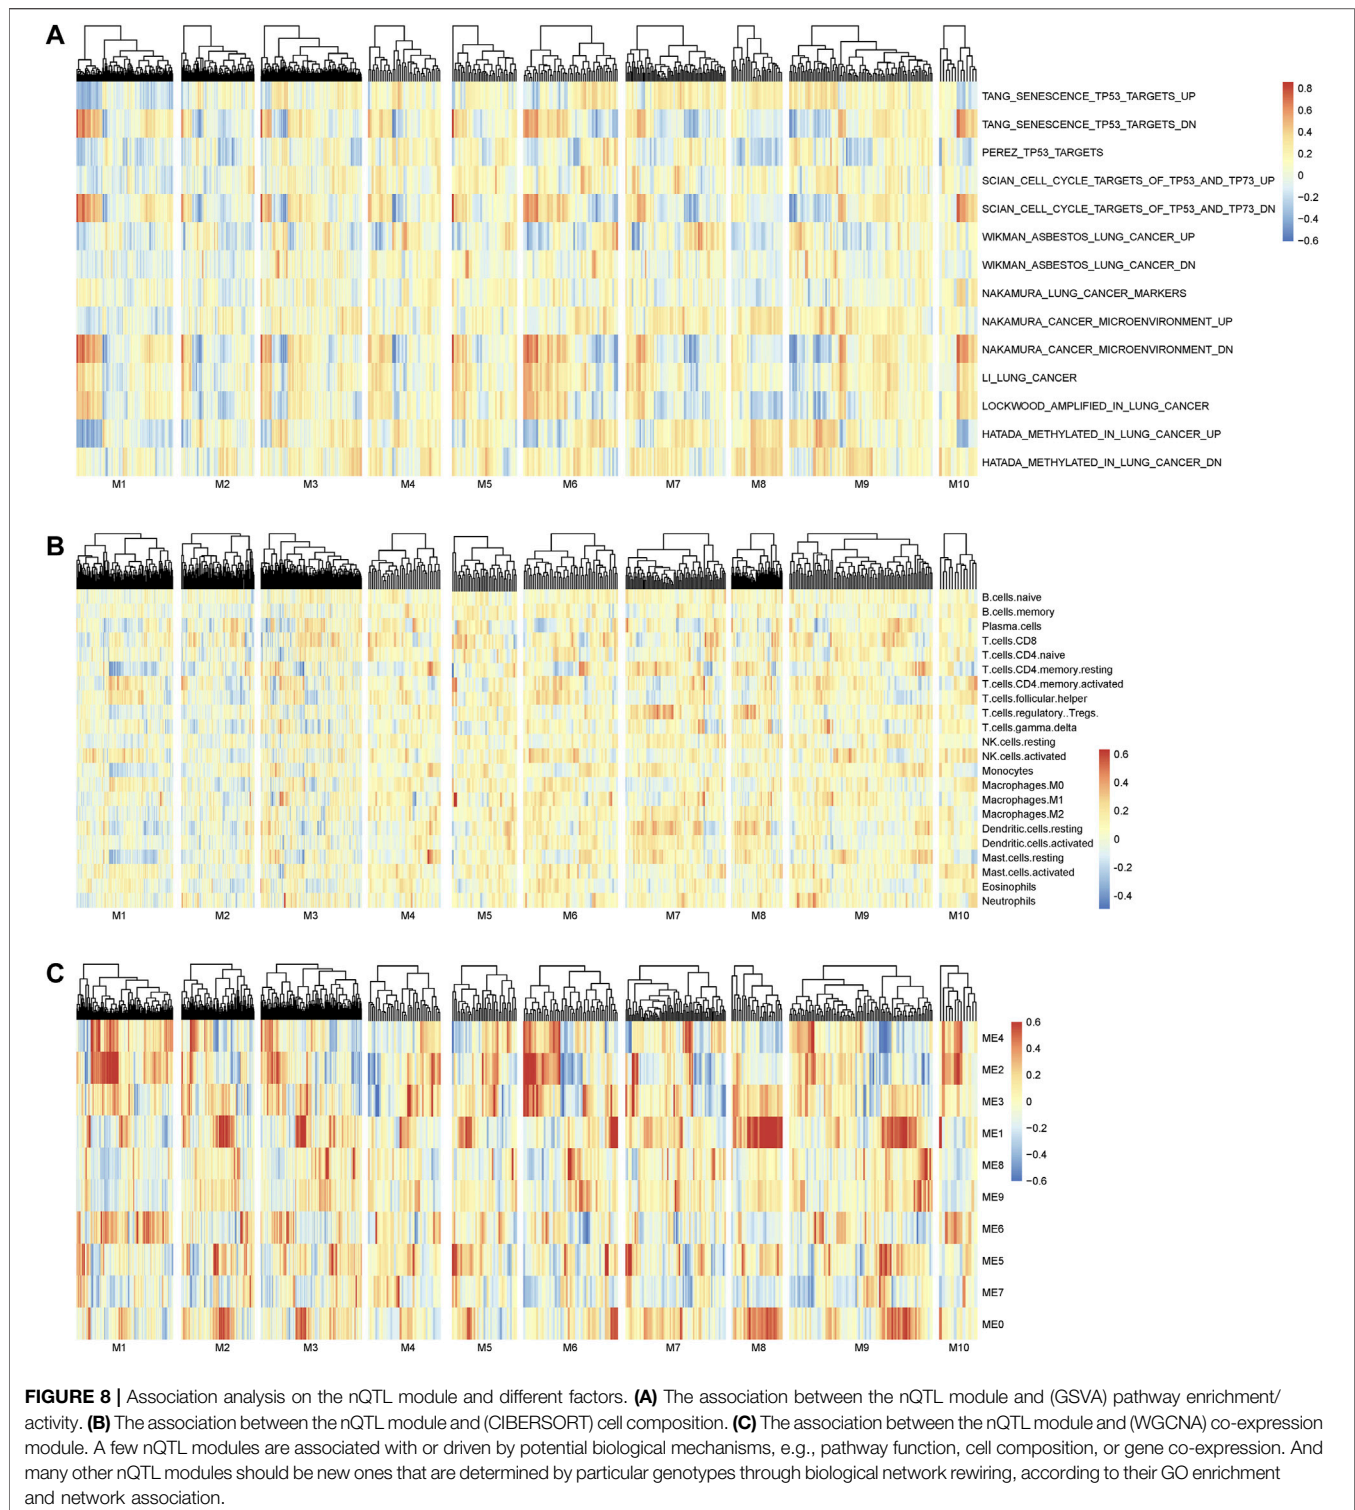 A
TANG_SENESCENCE_TP53_TARGETS_UP
TANG_SENESCENCE_TP53_TARGETS_DN
PEREZ_TP53_TARGETS
SCIAN_CELL_CYCLE_TARGETS_OF_TP53_AND_TP73_UP
SCIAN_CELL_CYCLE_TARGETS_OF_TP53_AND_TP73_DN
WIKMAN_ASBESTOS_LUNG_CANCER_UP
WIKMAN_ASBESTOS_LUNG_CANCER_DN
NAKAMURA_LUNG_CANCER_MARKERS
NAKAMURA_CANCER_MICROENVIRONMENT_UP
NAKAMURA_CANCER_MICROENVIRONMENT_DN
LI_LUNG_CANCER
LOCKWOOD_AMPLIFIED_IN_LUNG_CANCER
HATADA_METHYLATED_IN_LUNG_CANCER_UP
HATADA_METHYLATED_IN_LUNG_CANCER_DN
0.8
0.6
0.4
0.2
0
−0.2
−0.4
−0.6
M1 M2 M3 M4 M5 M6 M7 M8 M9 M10
B
B.cells.naive
B.cells.memory
Plasma.cells
T.cells.CD8
T.cells.CD4.naive
T.cells.CD4.memory.resting
T.cells.CD4.memory.activated
T.cells.follicular.helper
T.cells.regulatory..Tregs.
T.cells.gamma.delta
NK.cells.resting
NK.cells.activated
Monocytes
Macrophages.M0
Macrophages.M1
Macrophages.M2
Dendritic.cells.resting
Dendritic.cells.activated
Mast.cells.resting
Mast.cells.activated
Eosinophils
Neutrophils
0.6
0.4
0.2
0
-0.2
-0.4
M1 M2 M3 M4 M5 M6 M7 M8 M9 M10
C
ME4
ME2
ME3
ME1
ME8
ME9
ME6
ME5
ME7
ME0
0.6
0.4
0.2
0
−0.2
−0.4
−0.6
M1 M2 M3 M4 M5 M6 M7 M8 M9 M10
FIGURE 8 | Association analysis on the nQTL module and different factors. (A) The association between the nQTL module and (GSVA) pathway enrichment/
activity. (B) The association between the nQTL module and (CIBERSORT) cell composition. (C) The association between the nQTL module and (WGCNA) co-expression
module. A few nQTL modules are associated with or driven by potential biological mechanisms, e.g., pathway function, cell composition, or gene co-expression. And
many other nQTL modules should be new ones that are determined by particular genotypes through biological network rewiring, according to their GO enrichment
and network association.